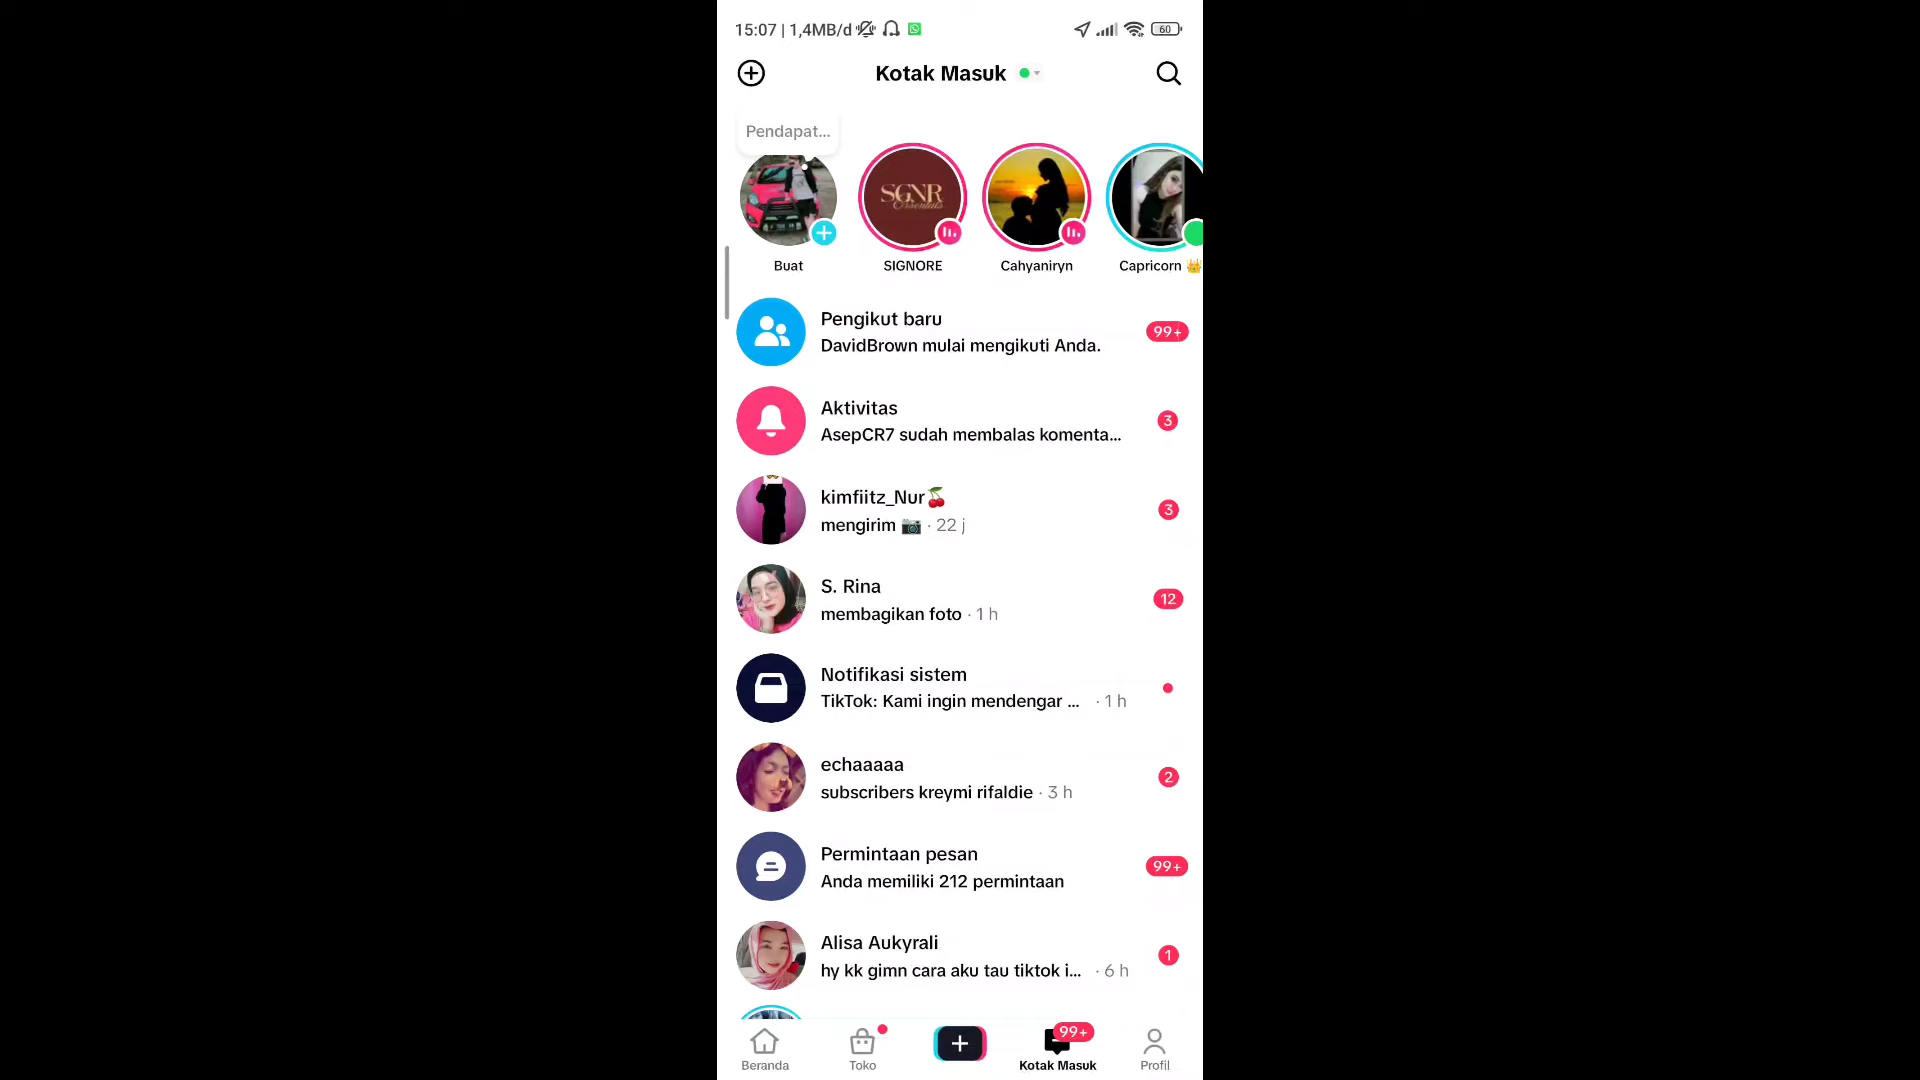 15:07 | 1,4MB/d 60
Kotak Masuk
Pendapat...
SGNR
Essentials
Buat
SIGNORE
Cahyaniryn
Capricorn 👑
Pengikut baru
DavidBrown mulai mengikuti Anda.
99+
Aktivitas
AsepCR7 sudah membalas komenta...
3
kimfiitz_Nur🍒
mengirim 📷 · 22 j
3
S. Rina
membagikan foto · 1 h
12
Notifikasi sistem
TikTok: Kami ingin mendengar ... · 1 h
echaaaaa
subscribers kreymi rifaldie · 3 h
2
Permintaan pesan
Anda memiliki 212 permintaan
99+
Alisa Aukyrali
hy kk gimn cara aku tau tiktok i... · 6 h
1
99+
Beranda
Toko
Kotak Masuk
Profil